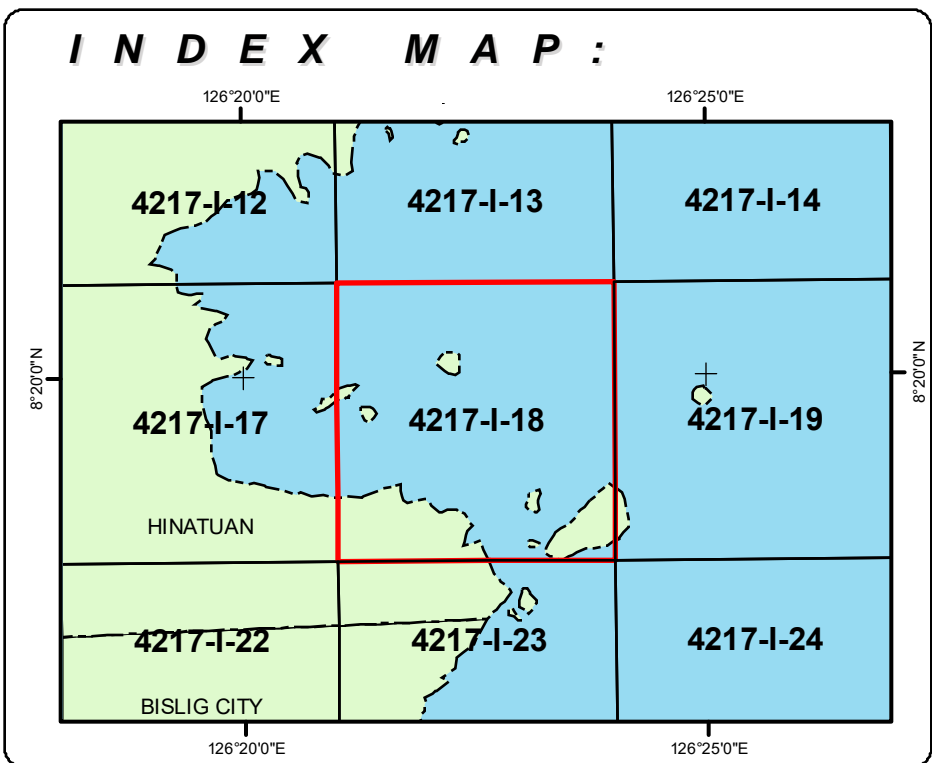 INDEX MAP:
126°20'0"E 126°25'0"E
4217-I-12 4217-I-13 4217-I-14
8°20'0"N 8°20'0"N
4217-I-17 4217-I-18 4217-I-19
HINATUAN
4217-I-22 4217-I-23 4217-I-24
BISLIG CITY
126°20'0"E 126°25'0"E